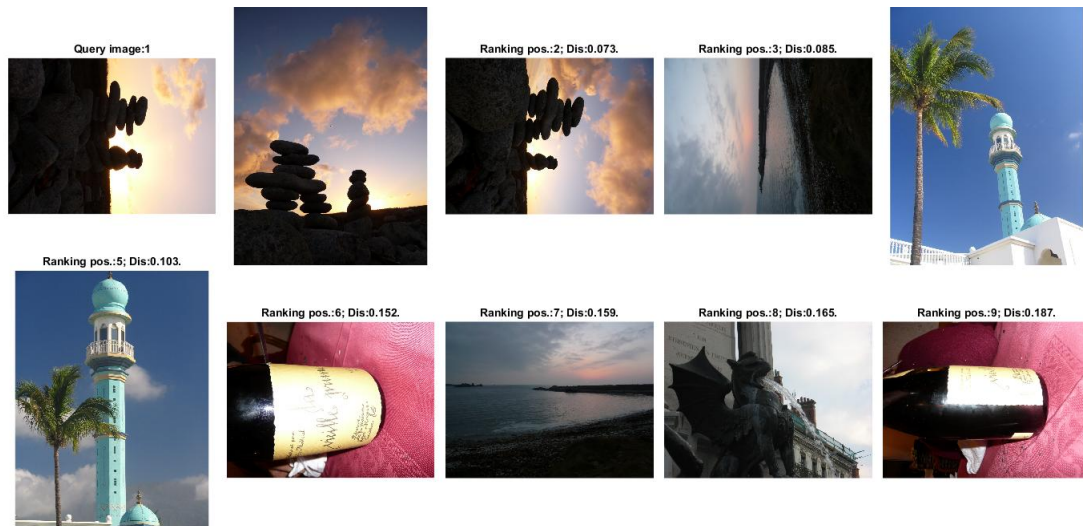 Query image:1
Ranking pos.:2; Dis:0.073.
Ranking pos.:3; Dis:0.085.
Ranking pos.:5; Dis:0.103.
Ranking pos.:6; Dis:0.152.
Ranking pos.:7; Dis:0.159.
Ranking pos.:8; Dis:0.165.
Ranking pos.:9; Dis:0.187.